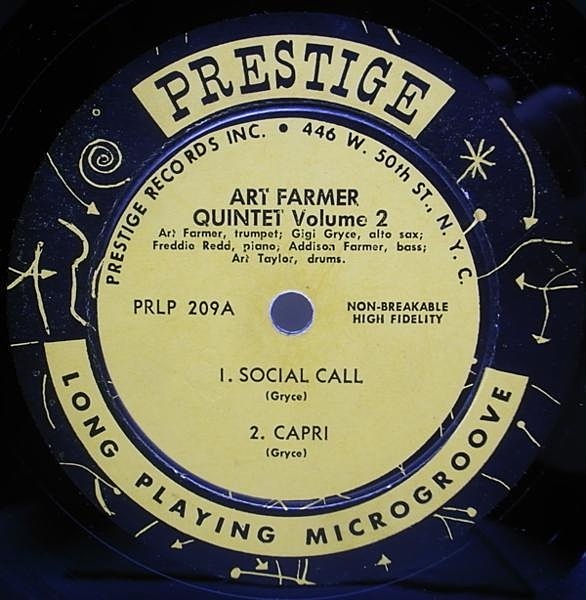 PRESTIGE
PRESTIGE RECORDS INC. • 446 W. 50th ST., N. Y. C.
ART FARMER
QUINTET Volume 2
Art Farmer, trumpet; Gigi Gryce, alto sax;
Freddie Redd, piano; Addison Farmer, bass;
Art Taylor, drums.
PRLP 209A
NON-BREAKABLE
HIGH FIDELITY
1. SOCIAL CALL
(Gryce)
2. CAPRI
(Gryce)
LONG PLAYING MICROGROOVE